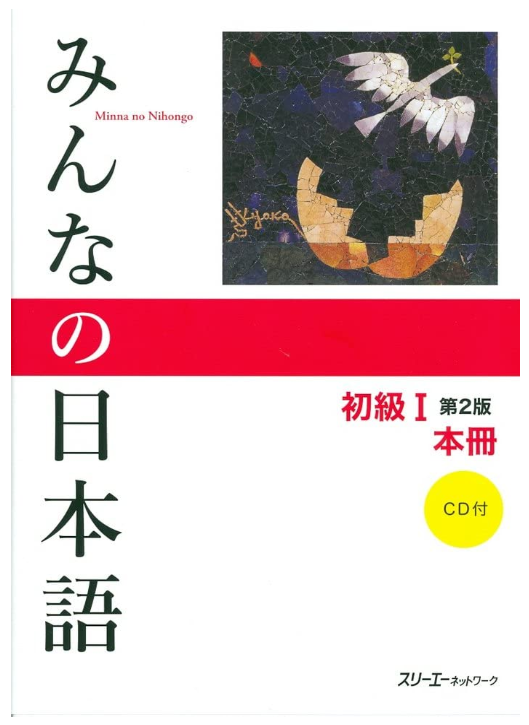 みんなの日本語
Minna no Nihongo
初級 I 第2版
本冊
CD付
スリーエーネットワーク